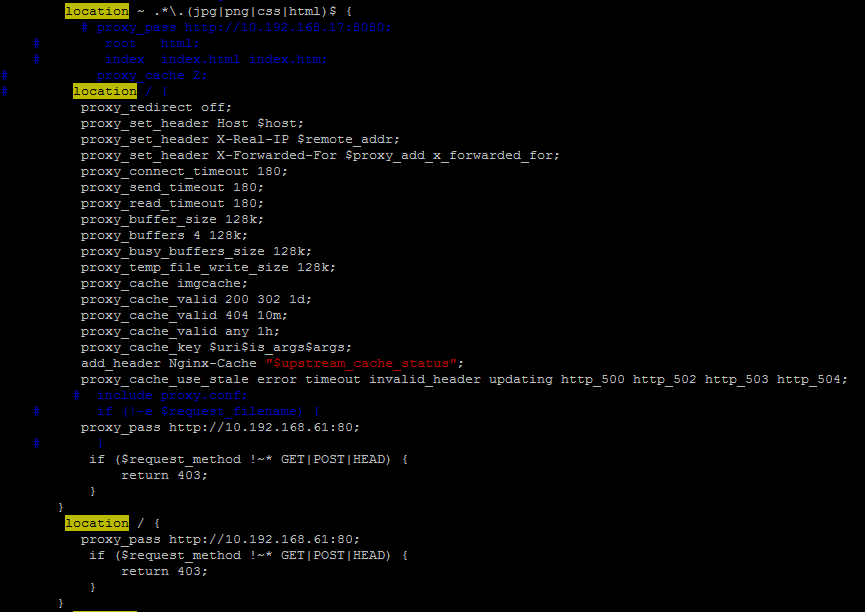 location ~ .*\.(jpg|png|css|html)$ {
# proxy_pass http://10.192.168.17:8080;
# root html;
# index index.html index.htm;
# proxy_cache Z;
# location / {
proxy_redirect off;
proxy_set_header Host $host;
proxy_set_header X-Real-IP $remote_addr;
proxy_set_header X-Forwarded-For $proxy_add_x_forwarded_for;
proxy_connect_timeout 180;
proxy_send_timeout 180;
proxy_read_timeout 180;
proxy_buffer_size 128k;
proxy_buffers 4 128k;
proxy_busy_buffers_size 128k;
proxy_temp_file_write_size 128k;
proxy_cache imgcache;
proxy_cache_valid 200 302 1d;
proxy_cache_valid 404 10m;
proxy_cache_valid any 1h;
proxy_cache_key $uri$is_args$args;
add_header Nginx-Cache "$upstream_cache_status";
proxy_cache_use_stale error timeout invalid_header updating http_500 http_502 http_503 http_504;
# include proxy.conf;
# if (!-e $request_filename) {
proxy_pass http://10.192.168.61:80;
# }
if ($request_method !~* GET|POST|HEAD) {
return 403;
}
}
location / {
proxy_pass http://10.192.168.61:80;
if ($request_method !~* GET|POST|HEAD) {
return 403;
}
}